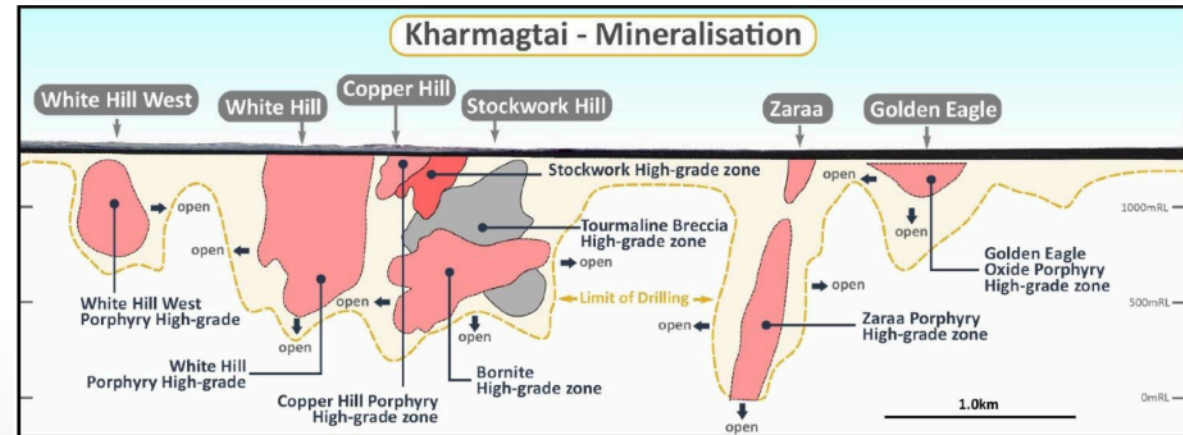 Kharmagtai - Mineralisation
White Hill West
White Hill
Copper Hill
Stockwork Hill
Zaraa
Golden Eagle
Stockwork High-grade zone
open
open
open
Tourmaline Breccia
High-grade zone
open
open
1000mRL
Golden Eagle
Oxide Porphyry
High-grade zone
White Hill West
Porphyry High-grade
open
Limit of Drilling
open
500mRL
open
open
open
Zaraa Porphyry
High-grade zone
open
White Hill
Porphyry High-grade
Bornite
High-grade zone
Copper Hill Porphyry
High-grade zone
1.0km
0mRL
open